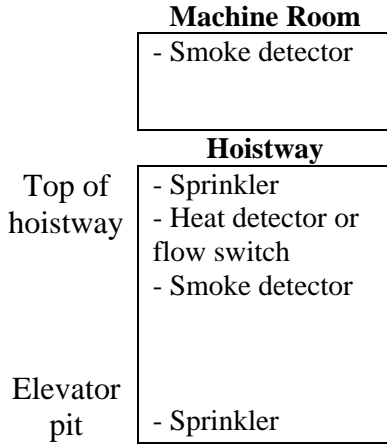 Machine Room
- Smoke detector
Hoistway
Top of
hoistway
- Sprinkler
- Heat detector or
flow switch
- Smoke detector
Elevator
pit
- Sprinkler